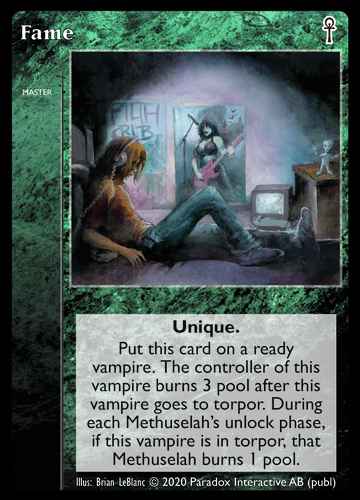 Fame
MASTER
FILTH
CRIB
Unique.
Put this card on a ready
vampire. The controller of this
vampire burns 3 pool after this
vampire goes to torpor. During
each Methuselah's unlock phase,
if this vampire is in torpor, that
Methuselah burns 1 pool.
Illus: Brian LeBlanc © 2020 Paradox Interactive AB (publ)